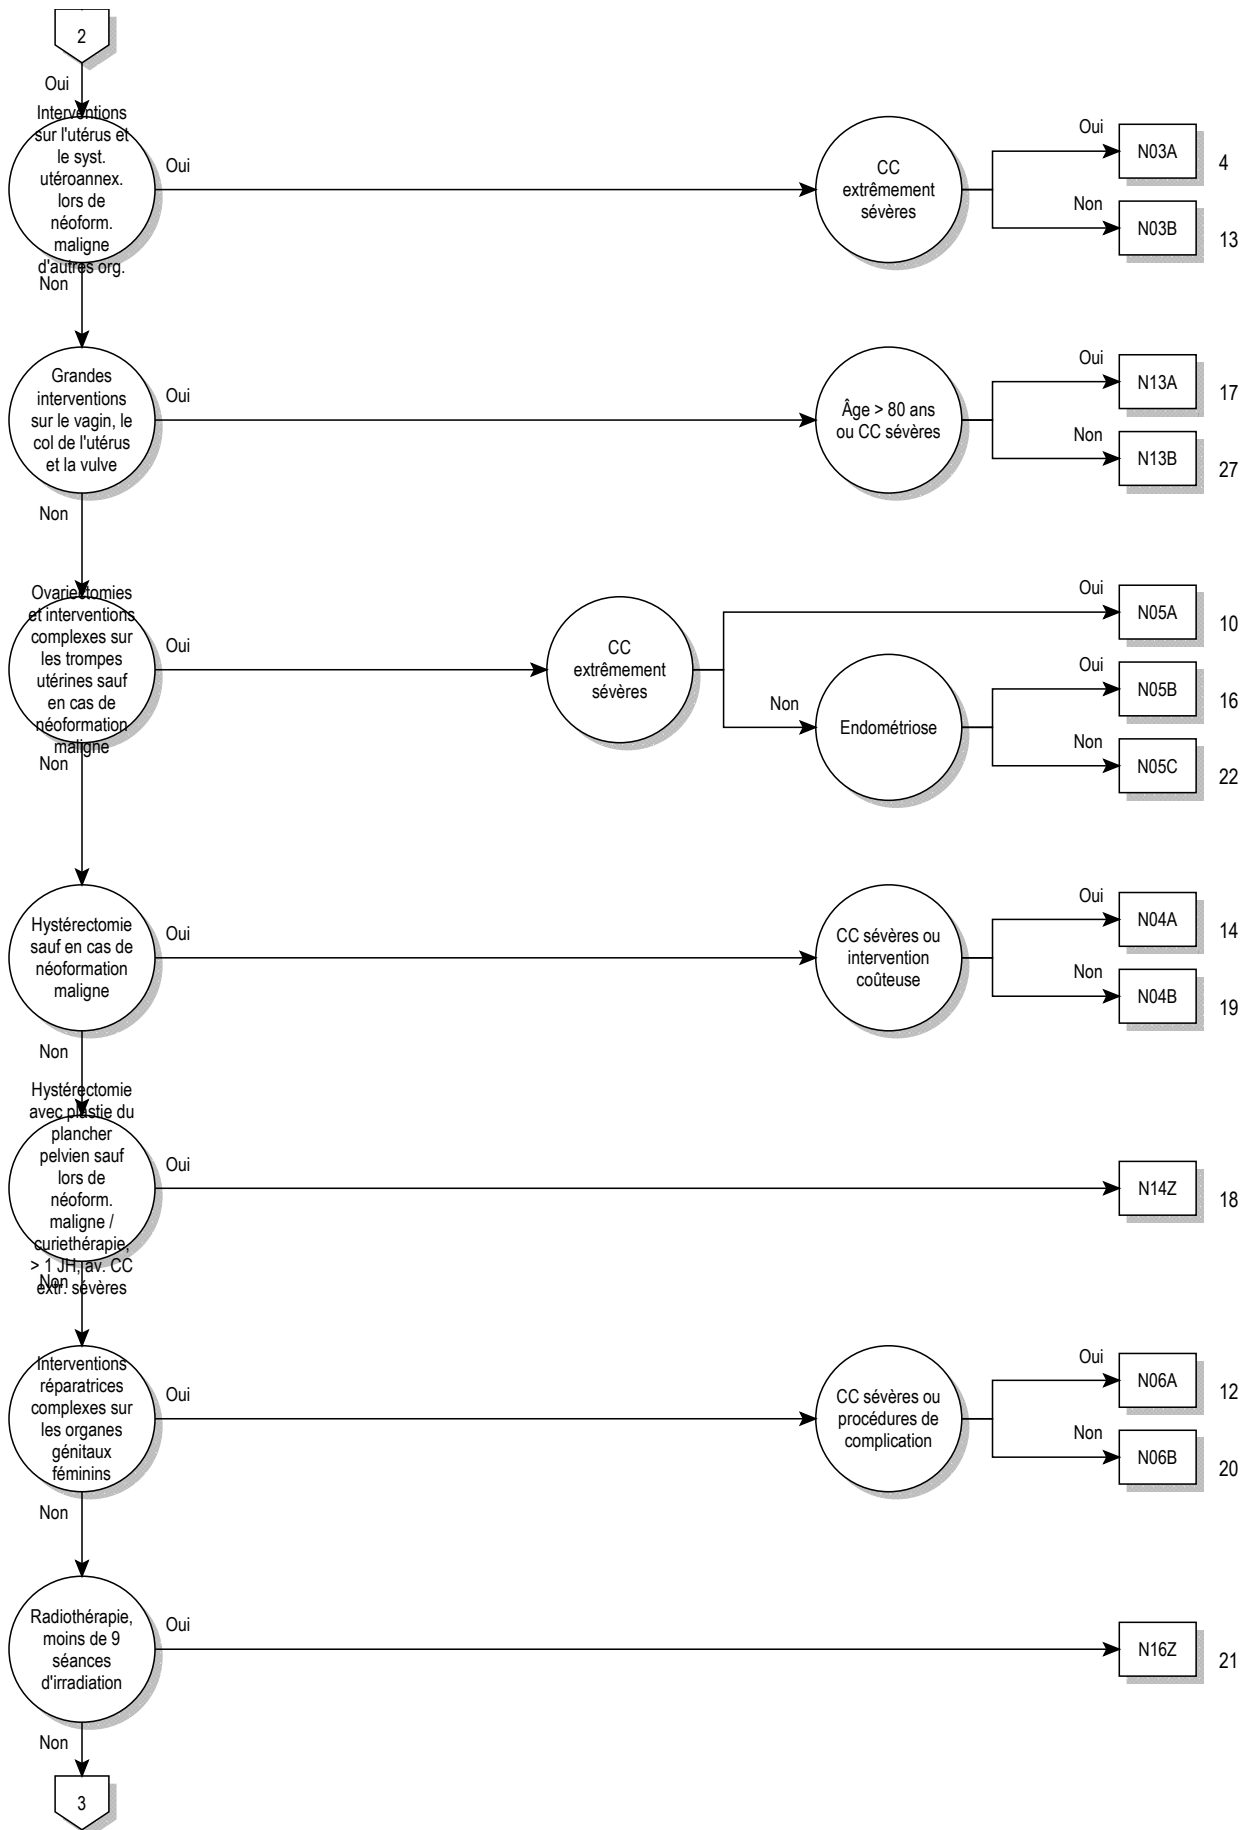 2
Oui
Interventions
sur l'utérus et
le syst.
utéroannex.
lors de
néoform.
maligne
d'autres org.
Oui
CC
extrêmement
sévères
Oui
N03A
4
Non
N03B
13
Non
Grandes
interventions
sur le vagin, le
col de l'utérus
et la vulve
Oui
Âge > 80 ans
ou CC sévères
Oui
N13A
17
Non
N13B
27
Non
Ovariectomies
et interventions
complexes sur
les trompes
utérines sauf
en cas de
néoformation
maligne
Oui
CC
extrêmement
sévères
Oui
N05A
10
Non
Endométriose
Oui
N05B
16
Non
N05C
22
Non
Hystérectomie
sauf en cas de
néoformation
maligne
Oui
CC sévères ou
intervention
coûteuse
Oui
N04A
14
Non
N04B
19
Non
Hystérectomie
avec plastie du
plancher
pelvien sauf
lors de
néoform.
maligne /
curiethérapie,
> 1 JH, av. CC
extr. sévères
Oui
N14Z
18
Non
Interventions
réparatrices
complexes sur
les organes
génitaux
féminins
Oui
CC sévères ou
procédures de
complication
Oui
N06A
12
Non
N06B
20
Non
Radiothérapie,
moins de 9
séances
d'irradiation
Oui
N16Z
21
Non
3